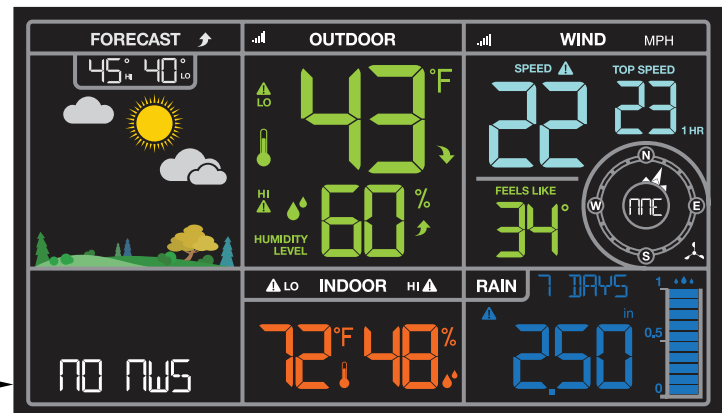 FORECAST
45° HI 40° LO
NO NWS
OUTDOOR
LO
43 °F
HI
60 %
HUMIDITY
LEVEL
WIND MPH
SPEED
22
TOP SPEED
23
1 HR
FEELS LIKE
34°
N
W NNE E
S
LO INDOOR HI
72 °F 48 %
RAIN 7 DAYS
in
2.50
1
0.5
0